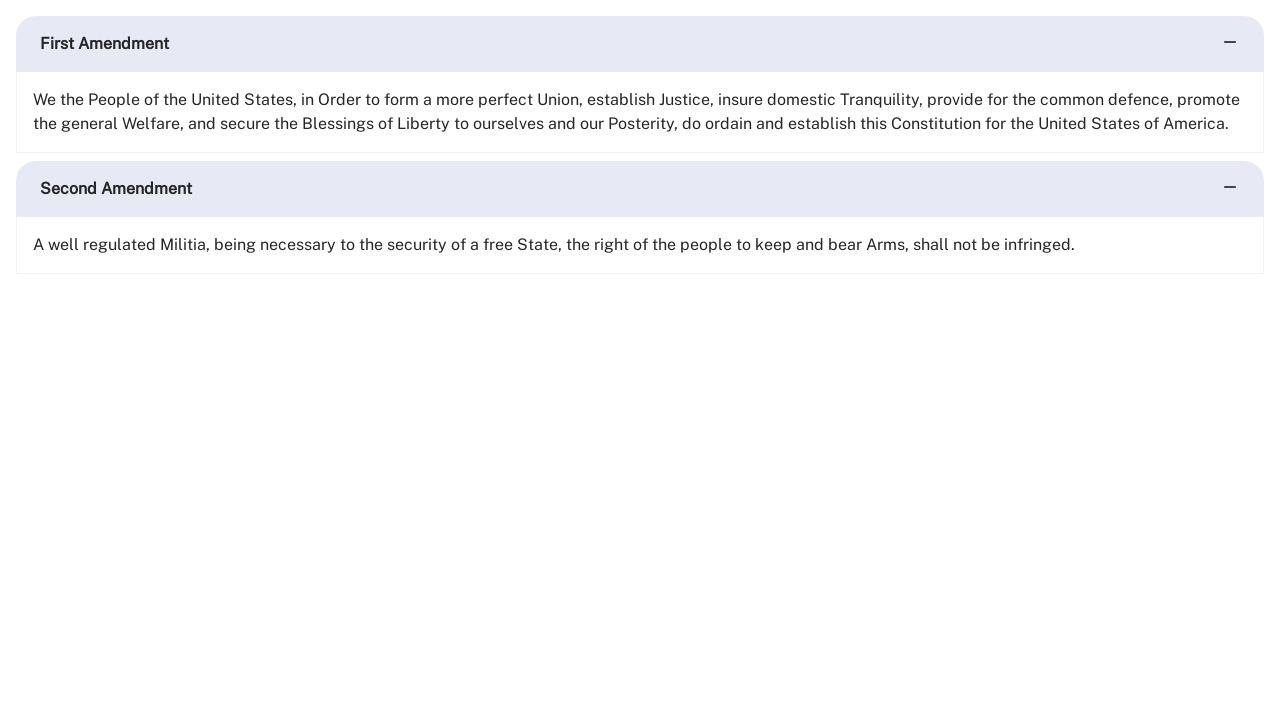 First Amendment
We the People of the United States, in Order to form a more perfect Union, establish Justice, insure domestic Tranquility, provide for the common defence, promote
the general Welfare, and secure the Blessings of Liberty to ourselves and our Posterity, do ordain and establish this Constitution for the United States of America.
Second Amendment
A well regulated Militia, being necessary to the security of a free State, the right of the people to keep and bear Arms, shall not be infringed.